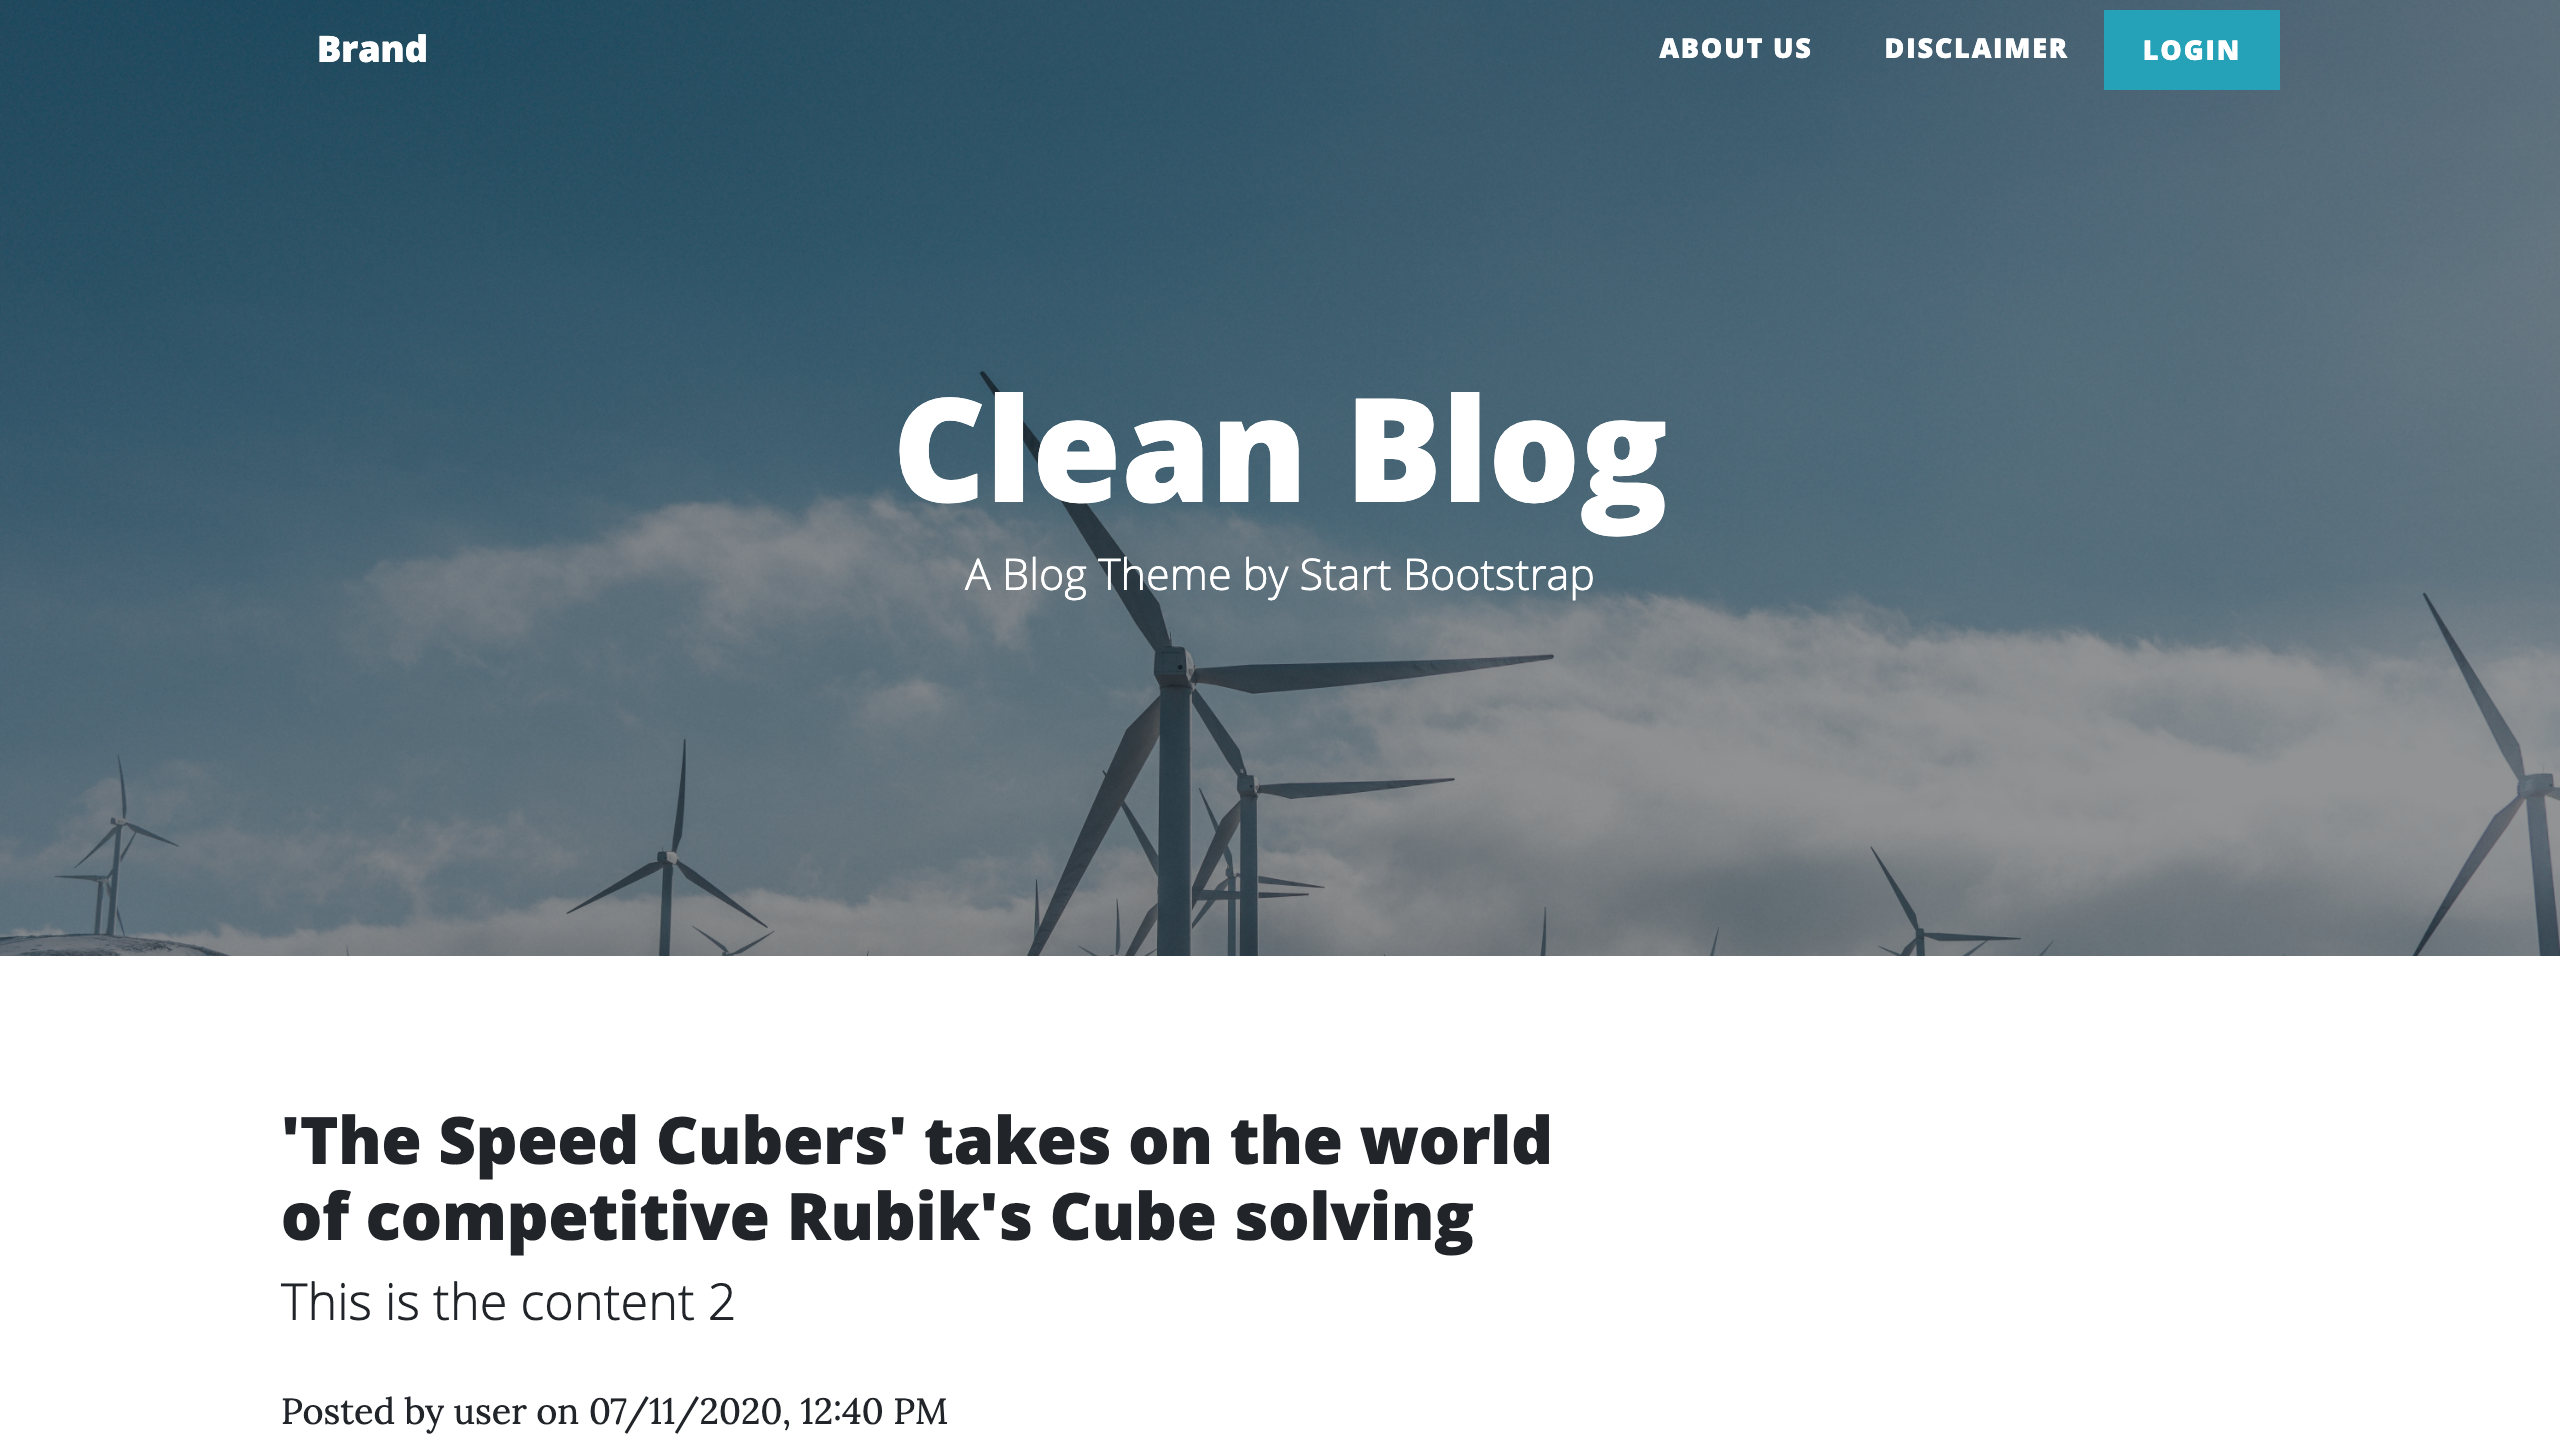 Brand
ABOUT US
DISCLAIMER
LOGIN
Clean Blog
A Blog Theme by Start Bootstrap
'The Speed Cubers' takes on the world
of competitive Rubik's Cube solving
This is the content 2
Posted by user on 07/11/2020, 12:40 PM